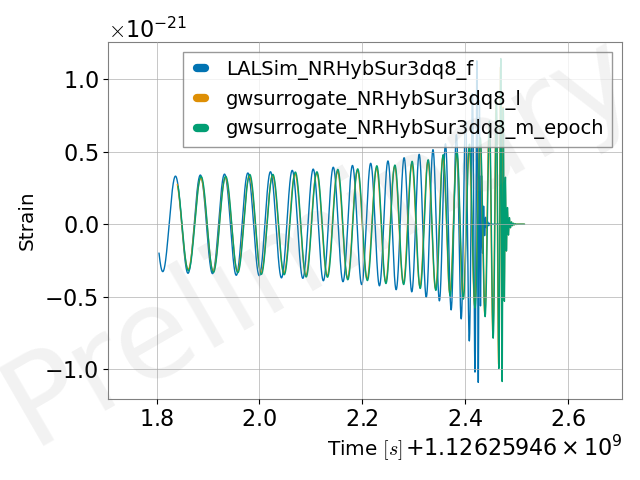 ×10⁻²¹
LALSim_NRHybSur3dq8_f
gwsurrogate_NRHybSur3dq8_l
gwsurrogate_NRHybSur3dq8_m_epoch
1.0
0.5
0.0
−0.5
−1.0
Strain
1.8 2.0 2.2 2.4 2.6
Time [s] +1.12625946 × 10⁹
Preliminary